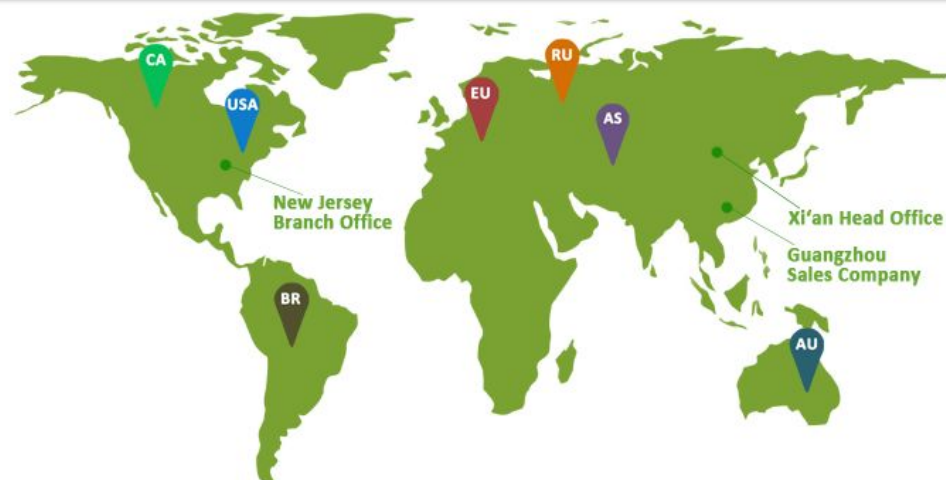 CA
RU
EU
USA
AS
New Jersey
Branch Office
Xi'an Head Office
Guangzhou
Sales Company
BR
AU